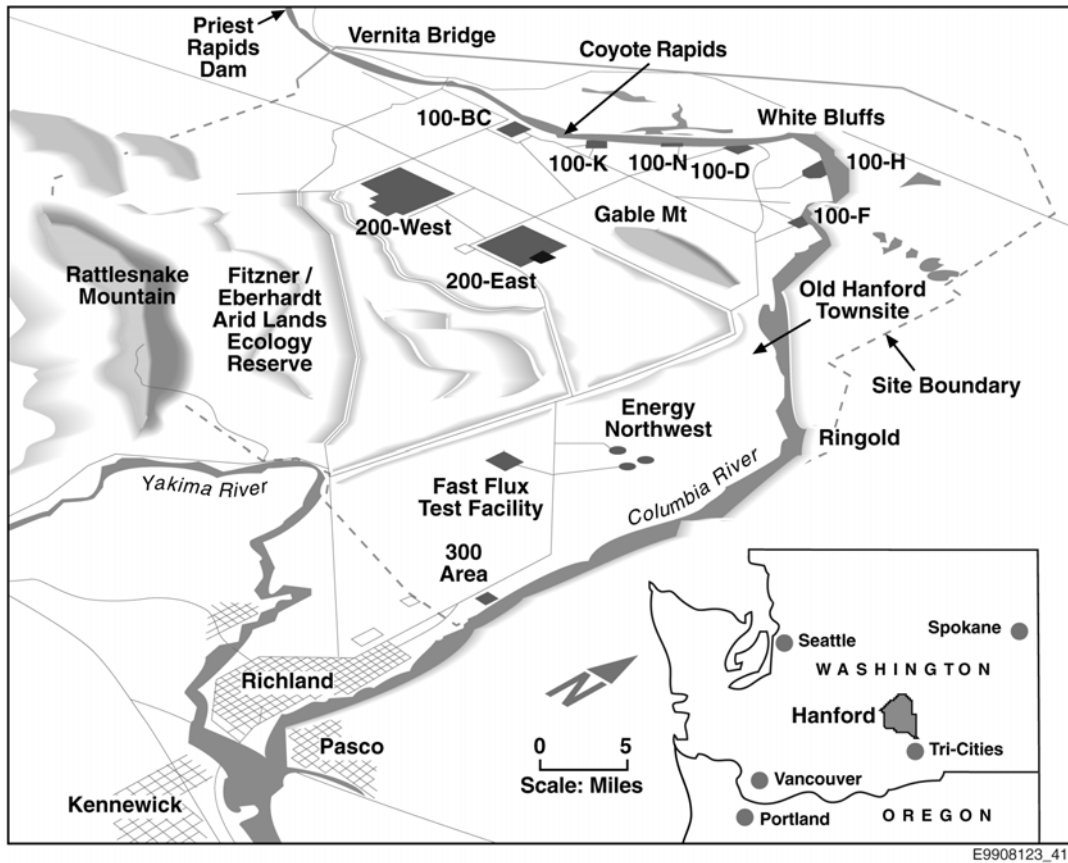 Priest
Rapids
Dam
Vernita Bridge
Coyote Rapids
100-BC
White Bluffs
100-K
100-N
100-D
100-H
200-West
Gable Mt
100-F
Rattlesnake
Mountain
Fitzner /
Eberhardt
Arid Lands
Ecology
Reserve
200-East
Old Hanford
Townsite
Site Boundary
Energy
Northwest
Ringold
Yakima River
Fast Flux
Test Facility
Columbia River
300
Area
Richland
N
0 5
Scale: Miles
Pasco
Kennewick
Seattle
Spokane
WASHINGTON
Hanford
Tri-Cities
Vancouver
OREGON
Portland
E9908123_41